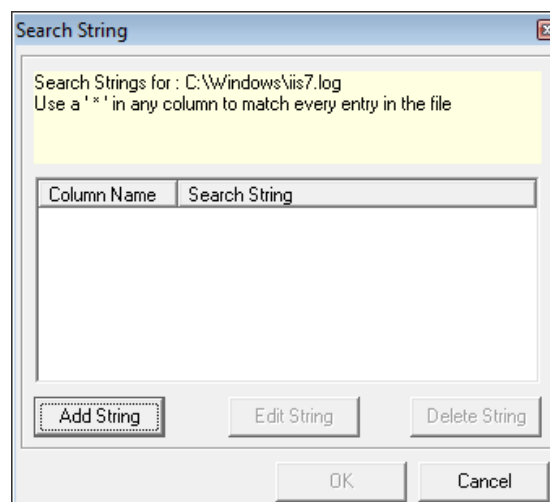 Search String
Search Strings for : C:\Windows\iis7.log
Use a ' * ' in any column to match every entry in the file
Column Name Search String
Add String Edit String Delete String
OK Cancel